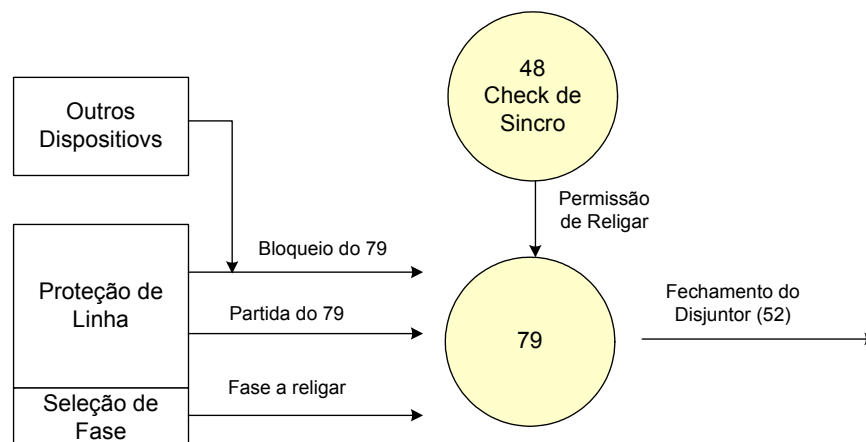 48
Check de
Sincro
Outros
Dispositiovs
Permissão
de Religar
Bloqueio do 79
Proteção de
Linha
Partida do 79
79
Fechamento do
Disjuntor (52)
Fase a religar
Seleção de
Fase